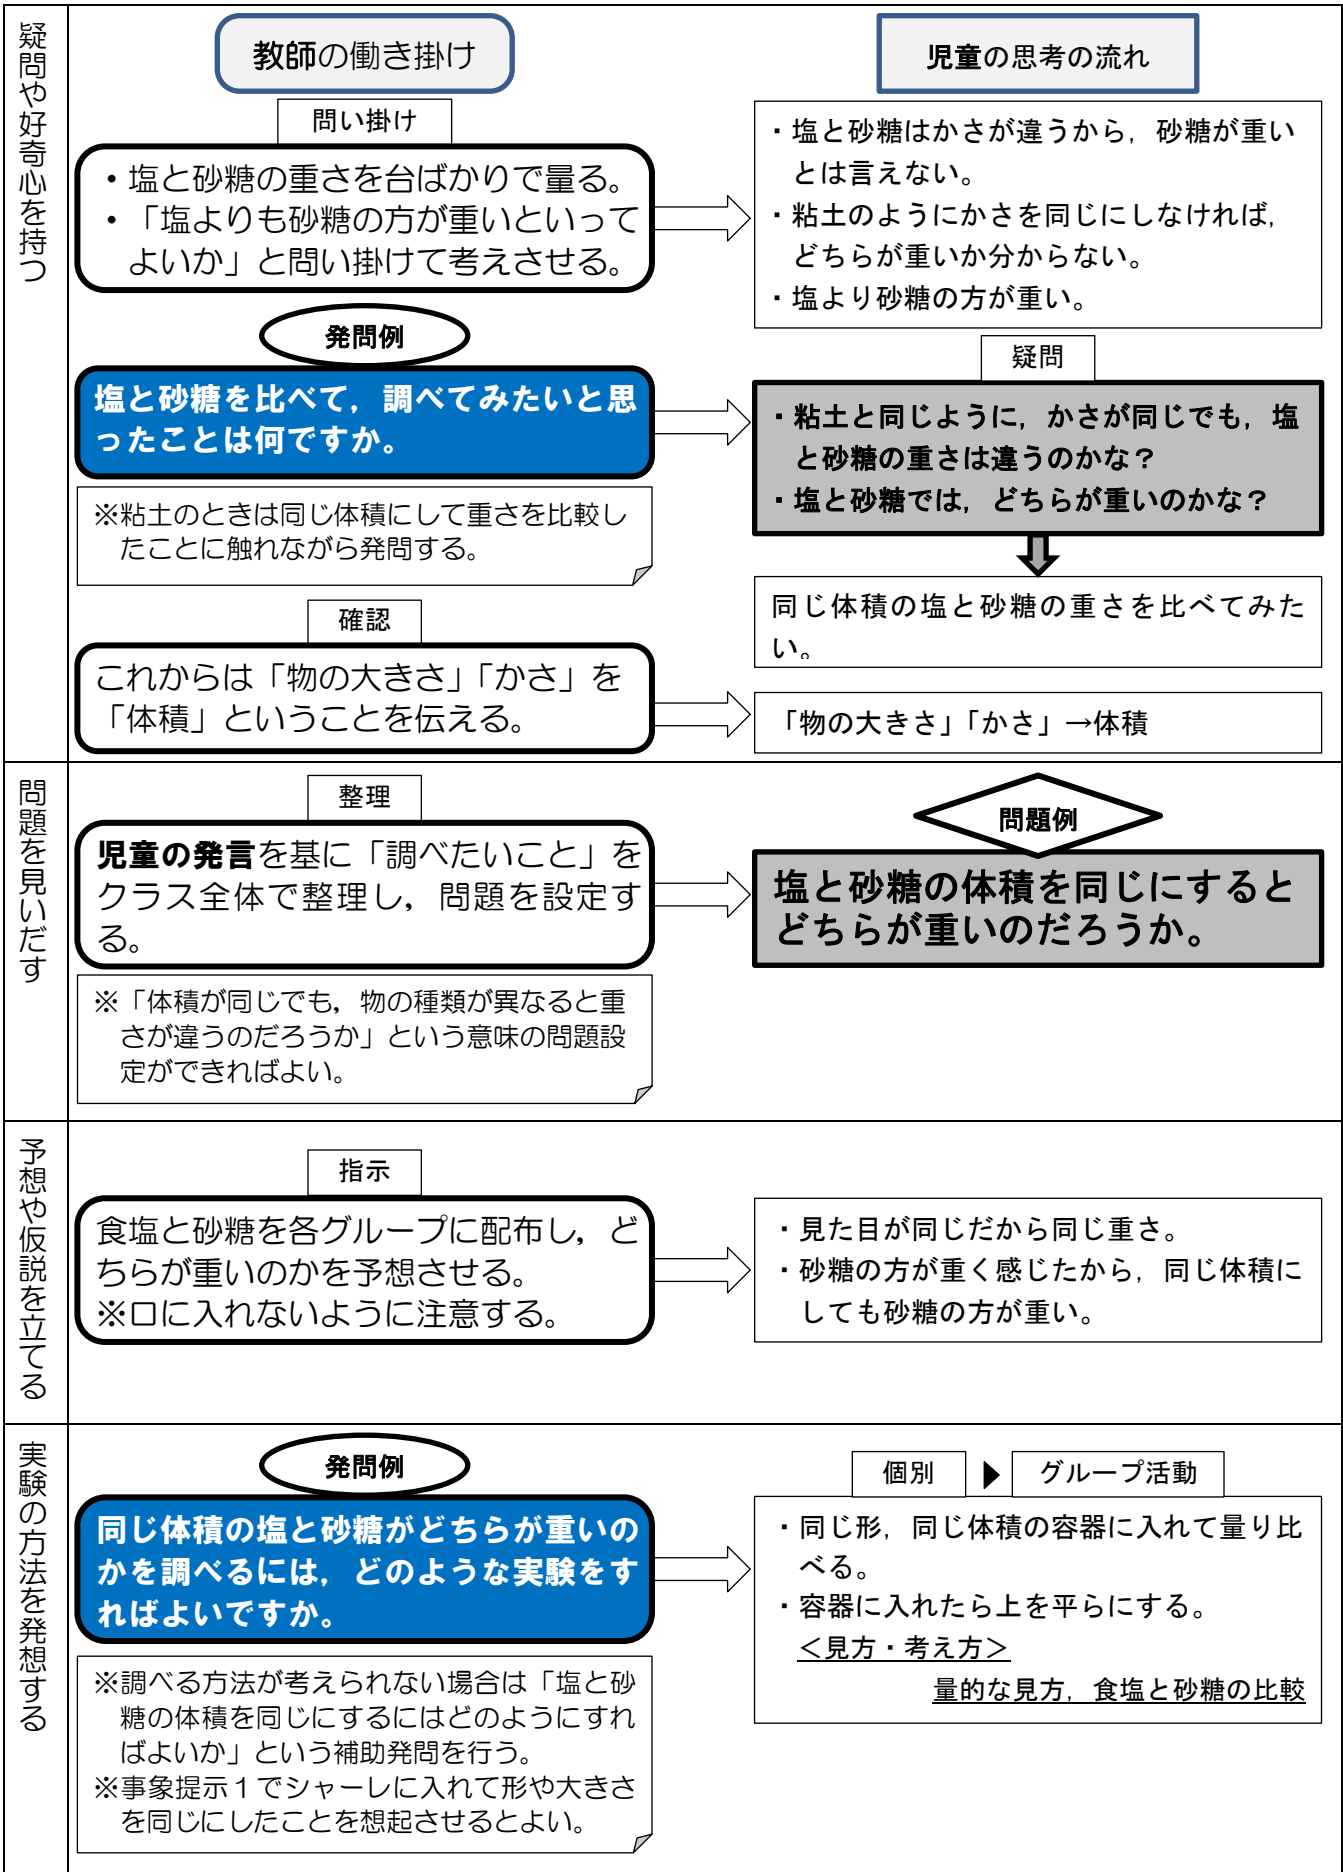 疑問や好奇心を持つ
教師の働き掛け
問い掛け
・塩と砂糖の重さを台ばかりで量る。
・「塩よりも砂糖の方が重いといって
よいか」と問い掛けて考えさせる。
発問例
塩と砂糖を比べて，調べてみたいと思
ったことは何ですか。
※粘土のときは同じ体積にして重さを比較し
たことに触れながら発問する。
確認
これからは「物の大きさ」「かさ」を
「体積」ということを伝える。
児童の思考の流れ
・塩と砂糖はかさが違うから，砂糖が重い
とは言えない。
・粘土のようにかさを同じにしなければ，
どちらが重いか分からない。
・塩より砂糖の方が重い。
疑問
・粘土と同じように，かさが同じでも，塩
と砂糖の重さは違うのかな？
・塩と砂糖では，どちらが重いのかな？
同じ体積の塩と砂糖の重さを比べてみた
い。
「物の大きさ」「かさ」→体積
問題を見いだす
整理
児童の発言を基に「調べたいこと」を
クラス全体で整理し，問題を設定す
る。
※「体積が同じでも，物の種類が異なると重
さが違うのだろうか」という意味の問題設
定ができればよい。
問題例
塩と砂糖の体積を同じにすると
どちらが重いのだろうか。
予想や仮説を立てる
指示
食塩と砂糖を各グループに配布し，ど
ちらが重いのかを予想させる。
※口に入れないように注意する。
・見た目が同じだから同じ重さ。
・砂糖の方が重く感じたから，同じ体積に
しても砂糖の方が重い。
実験の方法を発想する
発問例
同じ体積の塩と砂糖がどちらが重いの
かを調べるには，どのような実験をす
ればよいですか。
※調べる方法が考えられない場合は「塩と砂
糖の体積を同じにするにはどのようにすれ
ばよいか」という補助発問を行う。
※事象提示１でシャーレに入れて形や大きさ
を同じにしたことを想起させるとよい。
個別 ▶ グループ活動
・同じ形，同じ体積の容器に入れて量り比
べる。
・容器に入れたら上を平らにする。
＜見方・考え方＞
量的な見方，食塩と砂糖の比較